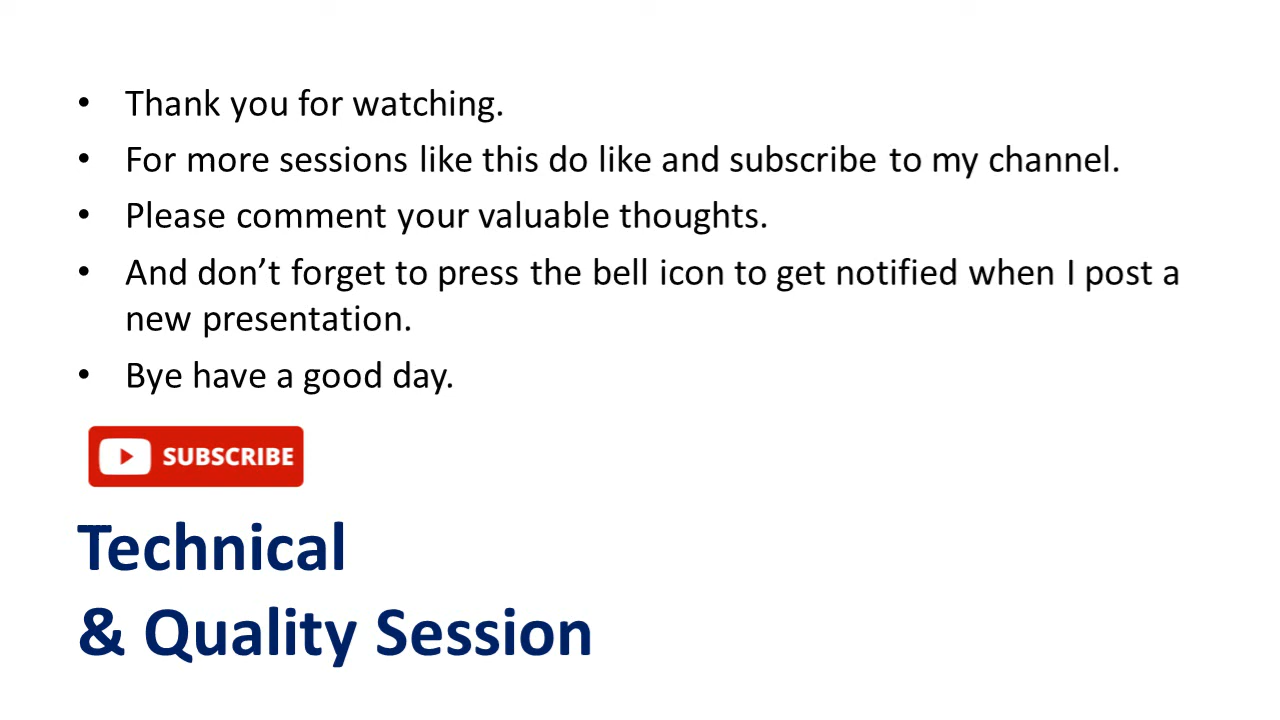 • Thank you for watching.
• For more sessions like this do like and subscribe to my channel.
• Please comment your valuable thoughts.
• And don’t forget to press the bell icon to get notified when I post a
new presentation.
• Bye have a good day.
SUBSCRIBE
Technical
& Quality Session